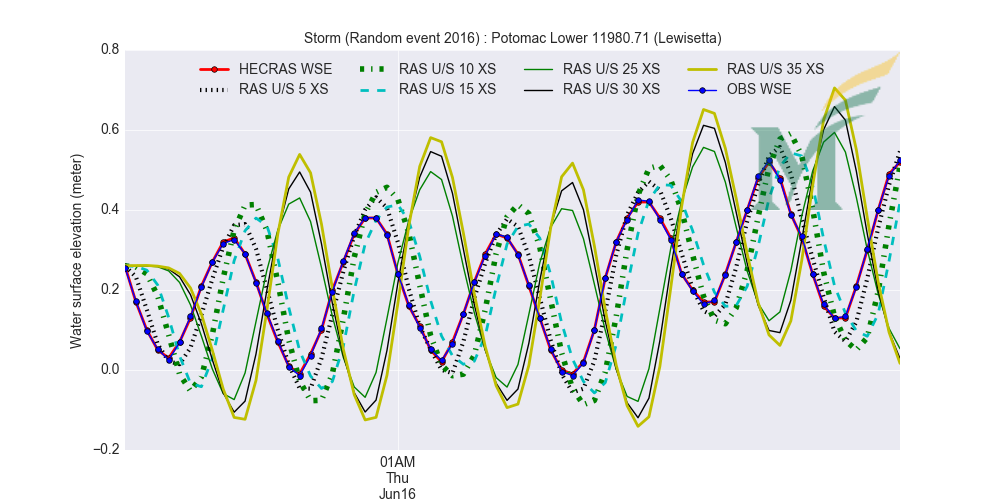 Storm (Random event 2016) : Potomac Lower 11980.71 (Lewisetta)
HECRAS WSE
RAS U/S 5 XS
RAS U/S 10 XS
RAS U/S 15 XS
RAS U/S 25 XS
RAS U/S 30 XS
RAS U/S 35 XS
OBS WSE
Water surface elevation (meter)
0.8
0.6
0.4
0.2
0.0
−0.2
01AM
Thu
Jun16